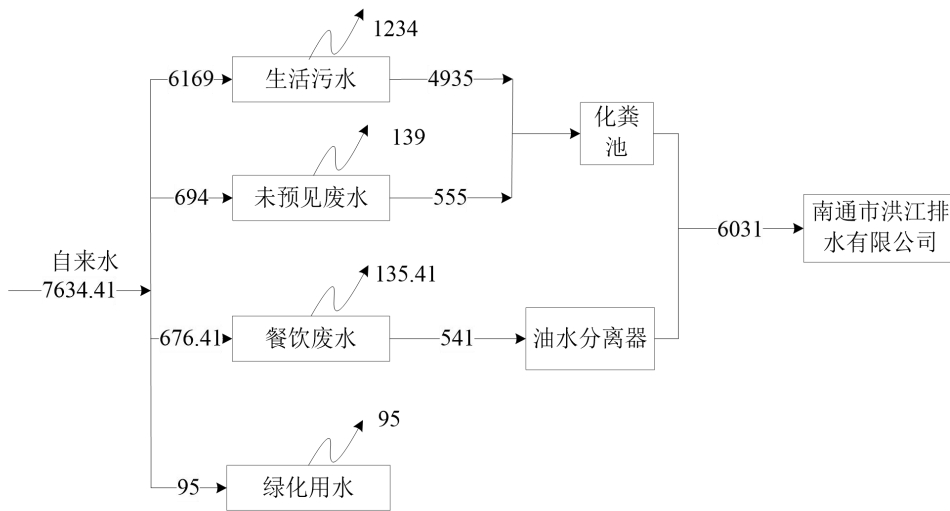 1234
6169
生活污水
4935
化粪
池
139
694
未预见废水
555
南通市洪江排
水有限公司
6031
自来水
7634.41
135.41
676.41
餐饮废水
541
油水分离器
95
95
绿化用水